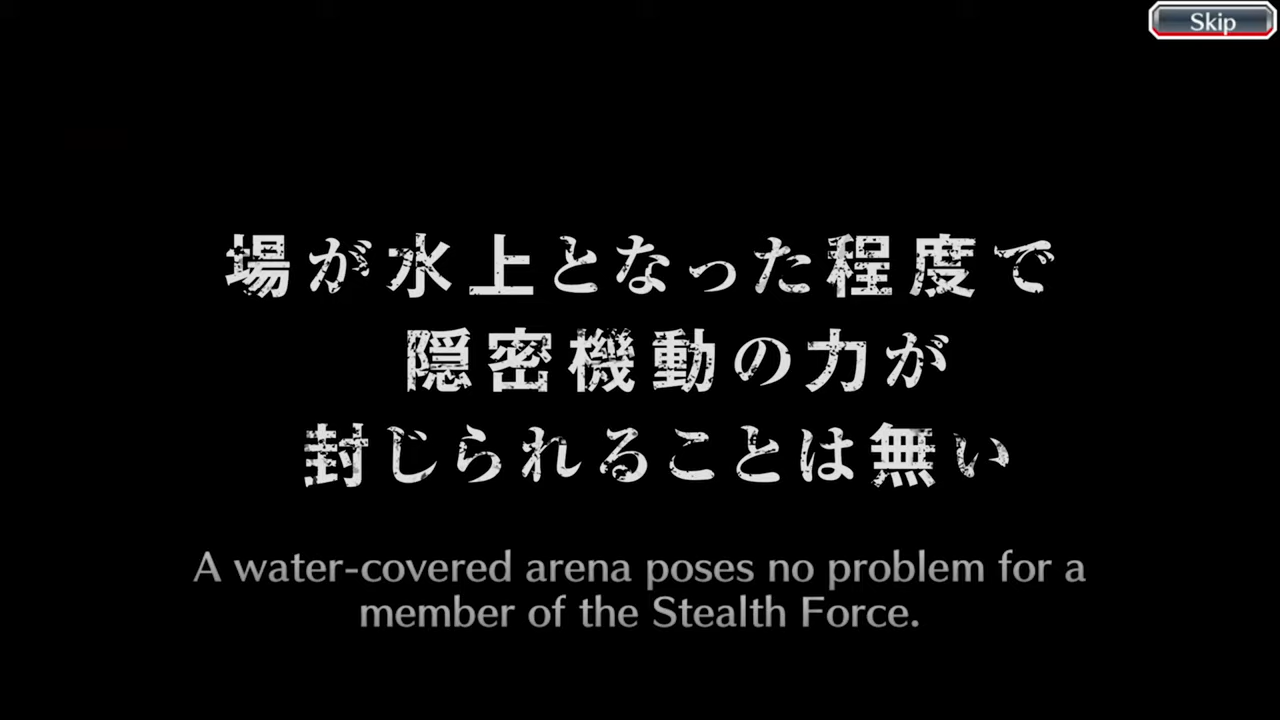 Skip
場が水上となった程度で
隠密機動の力が
封じられることは無い
A water-covered arena poses no problem for a
member of the Stealth Force.